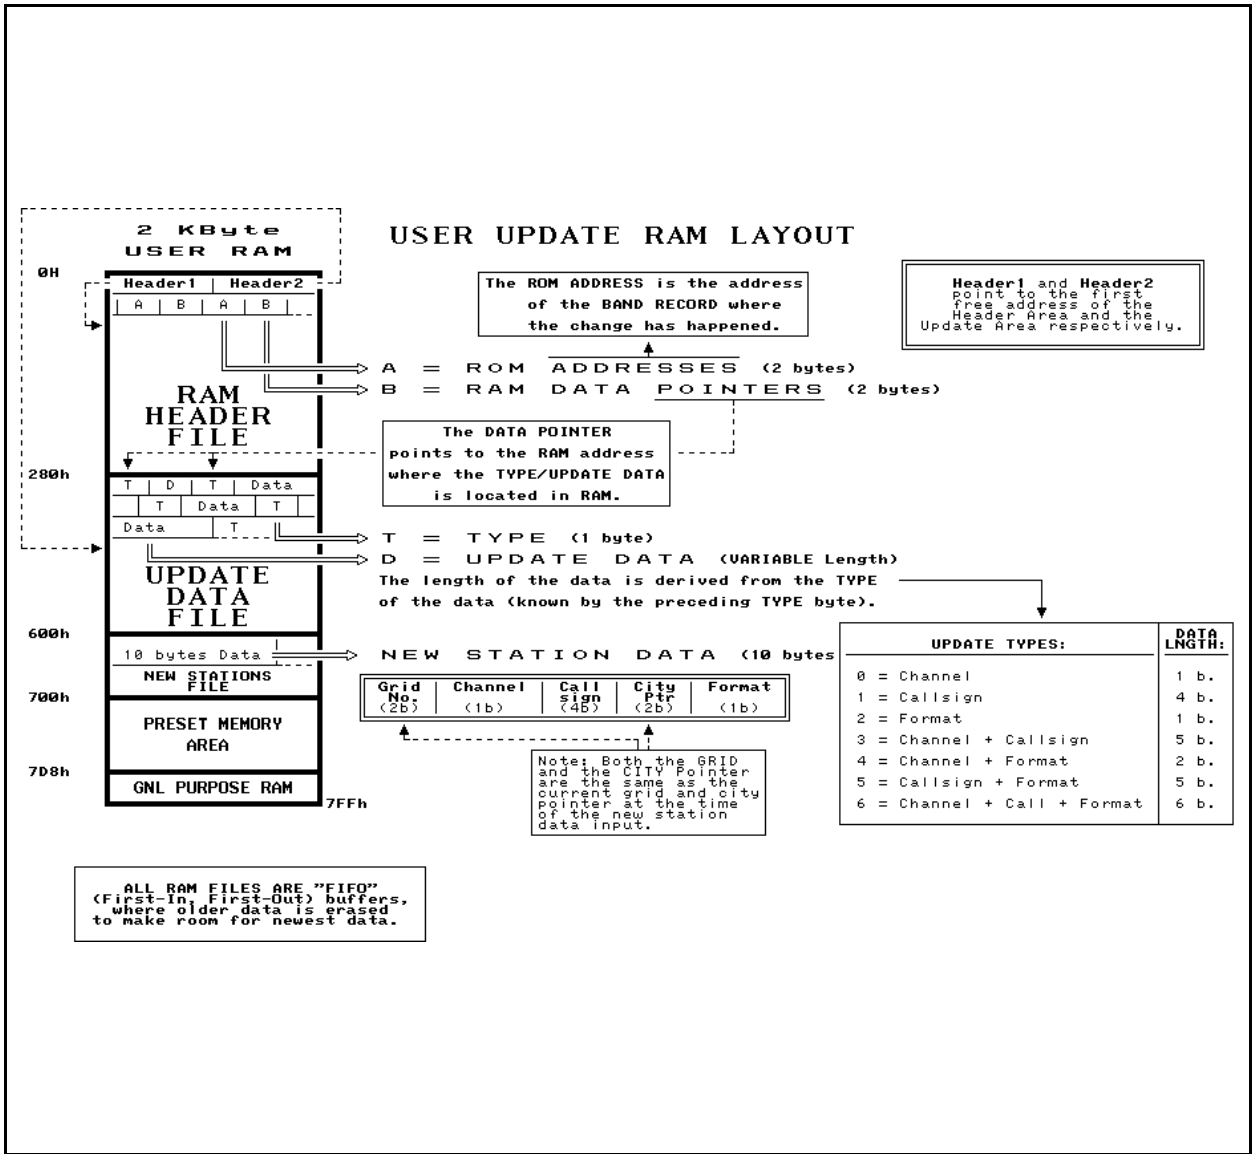 2 KByte
USER RAM
USER UPDATE RAM LAYOUT
0H
Header1 | Header2
A | B | A | B
The ROM ADDRESS is the address
of the BAND RECORD where
the change has happened.
Header1 and Header2
point to the first
free address of the
Header Area and the
Update Area respectively.
A = ROM ADDRESSES (2 bytes)
B = RAM DATA POINTERS (2 bytes)
RAM
HEADER
FILE
The DATA POINTER
points to the RAM address
where the TYPE/UPDATE DATA
is located in RAM.
280h
T | D | T | Data
T | Data | T
Data | T
T = TYPE (1 byte)
D = UPDATE DATA (VARIABLE Length)
The length of the data is derived from the TYPE
of the data (known by the preceding TYPE byte).
UPDATE
DATA
FILE
600h
10 bytes Data
NEW STATION DATA (10 bytes
NEW STATIONS
FILE
700h
Grid No. (2b) | Channel (1b) | Call sign (4b) | City Ptr (2b) | Format (1b)
PRESET MEMORY
AREA
7D8h
GNL PURPOSE RAM
7FFh
Note: Both the GRID
and the CITY Pointer
are the same as the
current grid and city
pointer at the time
of the new station
data input.
UPDATE TYPES: DATA LNGTH:
0 = Channel 1 b.
1 = Callsign 4 b.
2 = Format 1 b.
3 = Channel + Callsign 5 b.
4 = Channel + Format 2 b.
5 = Callsign + Format 5 b.
6 = Channel + Call + Format 6 b.
ALL RAM FILES ARE "FIFO"
(First-In, First-Out) buffers,
where older data is erased
to make room for newest data.